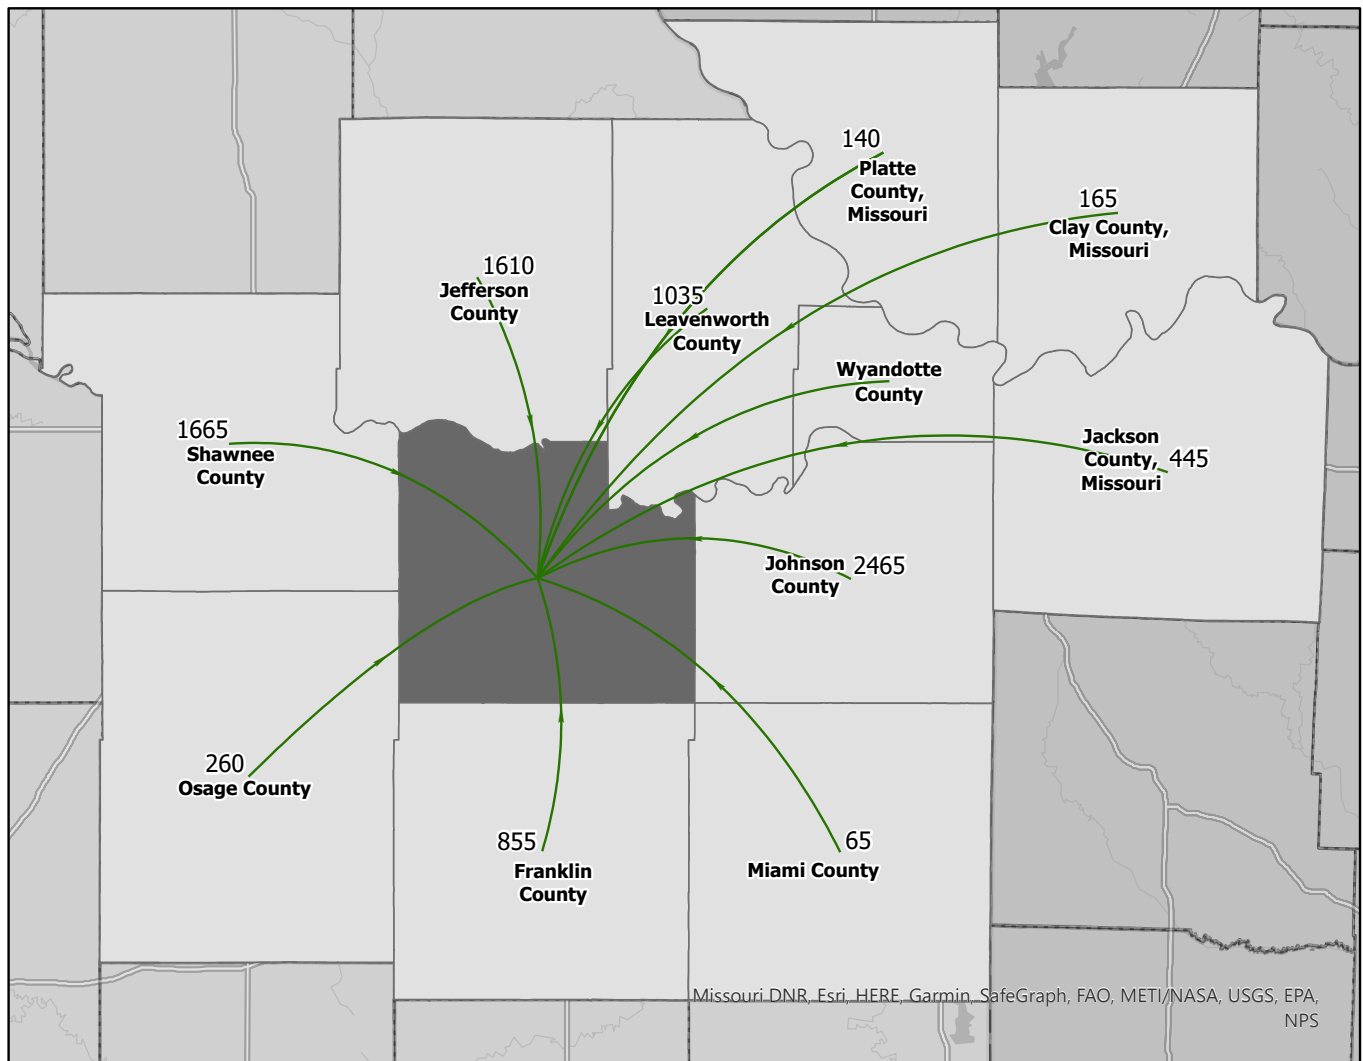 140
Platte
County,
Missouri
165
Clay County,
Missouri
1610
Jefferson
County
1035
Leavenworth
County
Wyandotte
County
1665
Shawnee
County
Jackson
County,
Missouri
445
Johnson
County
2465
260
Osage County
855
Franklin
County
65
Miami County
Missouri DNR, Esri, HERE, Garmin, SafeGraph, FAO, METI/NASA, USGS, EPA,
NPS